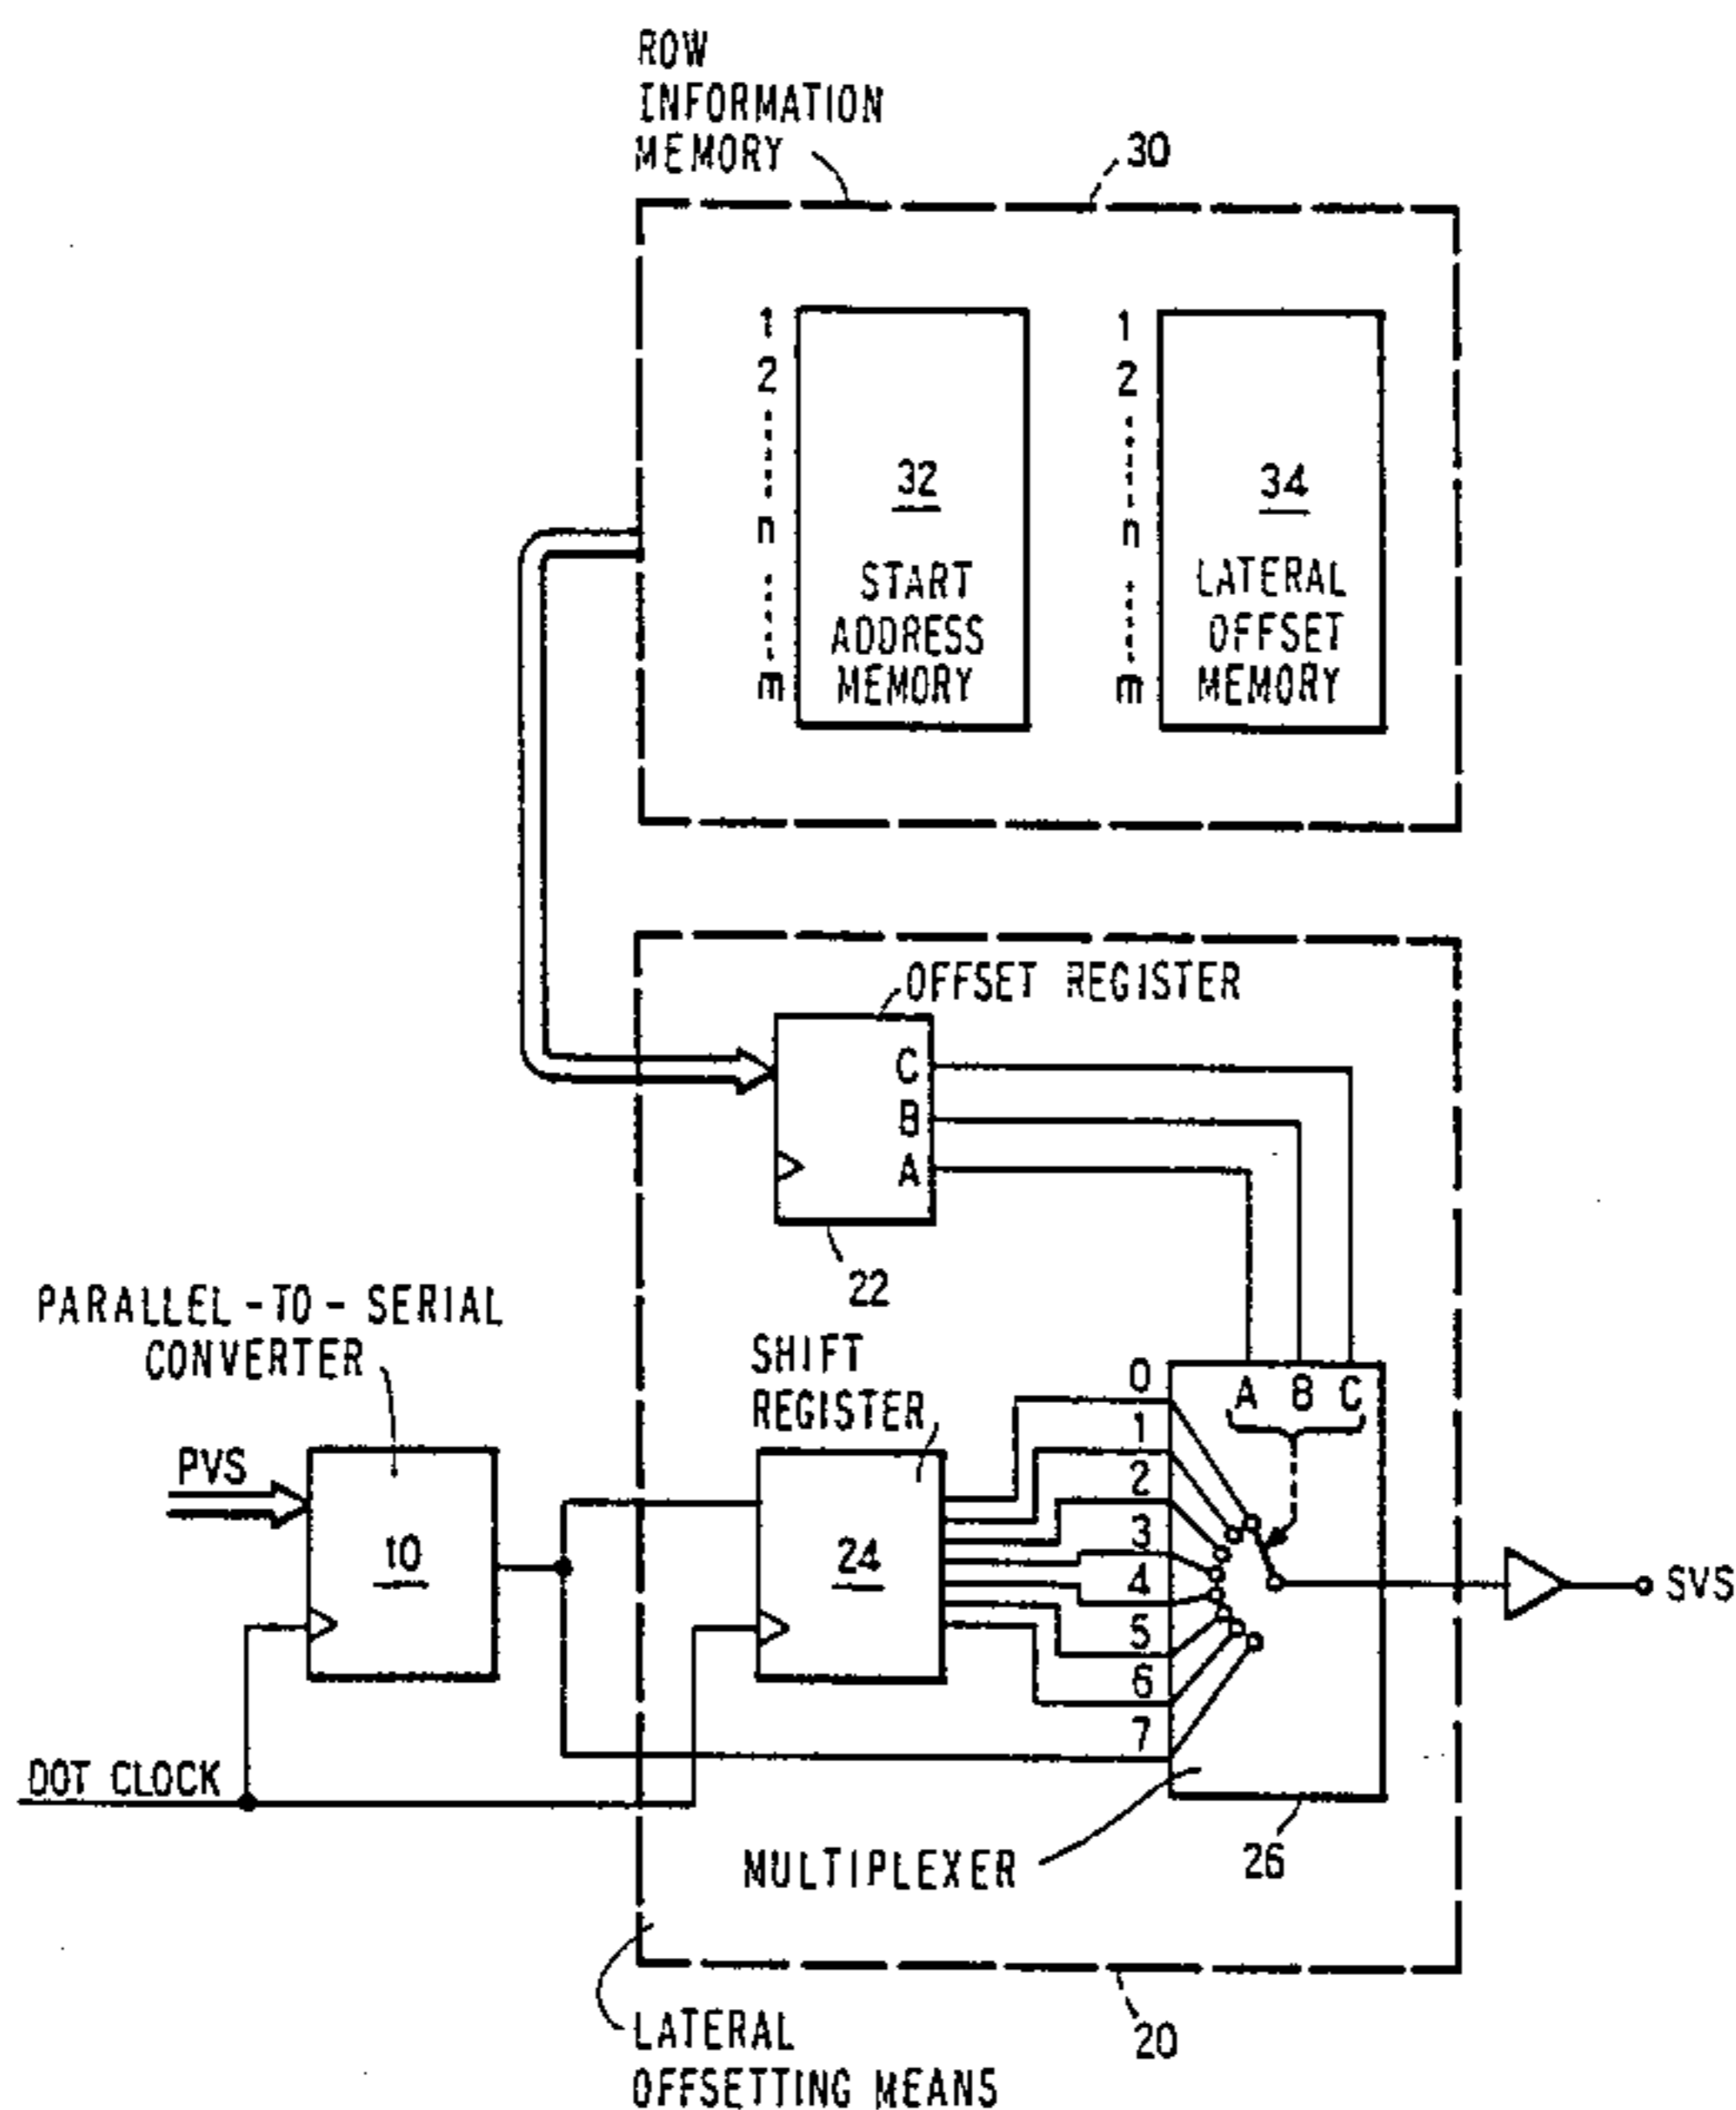 ROW
INFORMATION
MEMORY
30
1
2
n
m
32
START
ADDRESS
MEMORY
1
2
n
m
34
LATERAL
OFFSET
MEMORY
OFFSET REGISTER
C
B
A
22
PARALLEL-TO-SERIAL
CONVERTER
PVS
10
DOT CLOCK
SHIFT
REGISTER
24
0
1
2
3
4
5
6
7
A B C
SVS
MULTIPLEXER
26
LATERAL
OFFSETTING MEANS
20